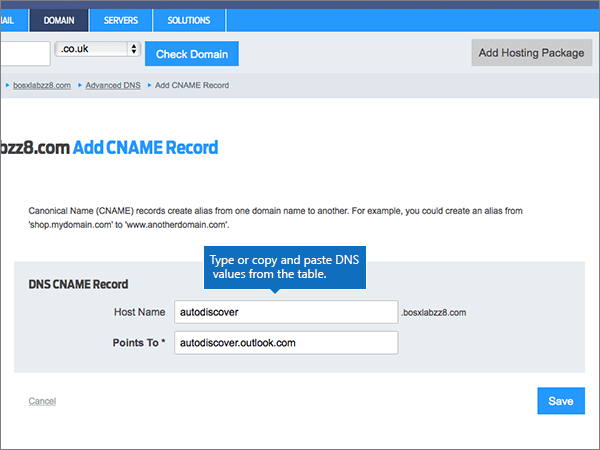 AIL DOMAIN SERVERS SOLUTIONS
.co.uk Check Domain Add Hosting Package
bosxlabzz8.com Advanced DNS Add CNAME Record
bzz8.com Add CNAME Record
Canonical Name (CNAME) records create alias from one domain name to another. For example, you could create an alias from
'shop.mydomain.com' to 'www.anotherdomain.com'.
Type or copy and paste DNS
values from the table.
DNS CNAME Record
Host Name autodiscover .bosxlabzz8.com
Points To * autodiscover.outlook.com
Cancel Save